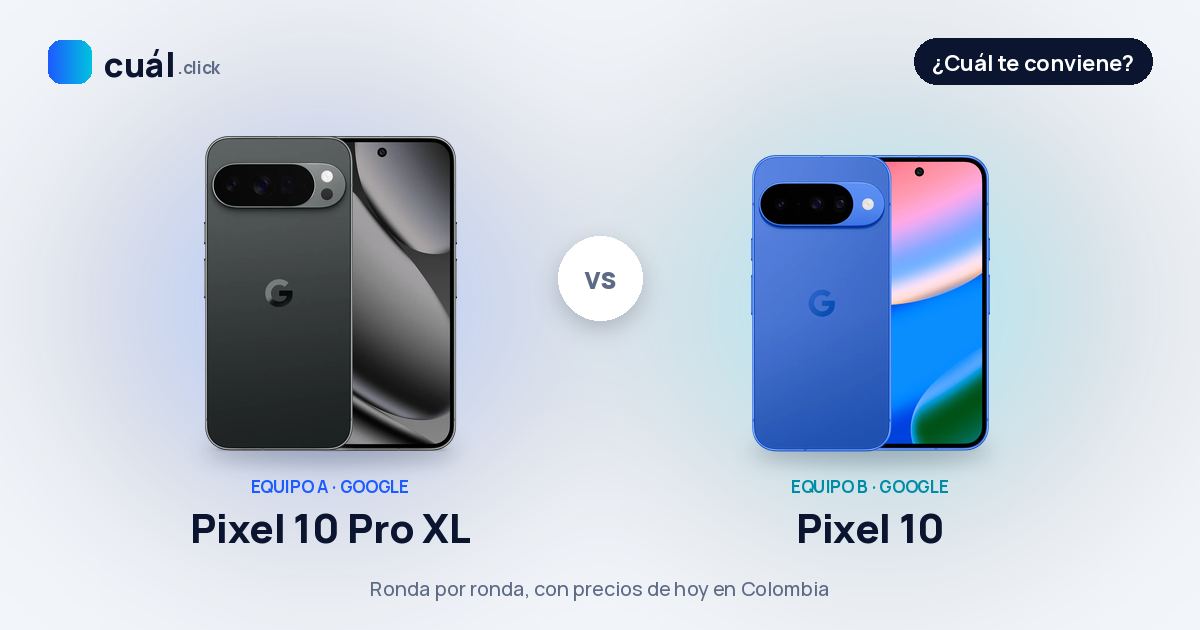 cuál.click
¿Cuál te conviene?
VS
EQUIPO A · GOOGLE
Pixel 10 Pro XL
EQUIPO B · GOOGLE
Pixel 10
Ronda por ronda, con precios de hoy en Colombia